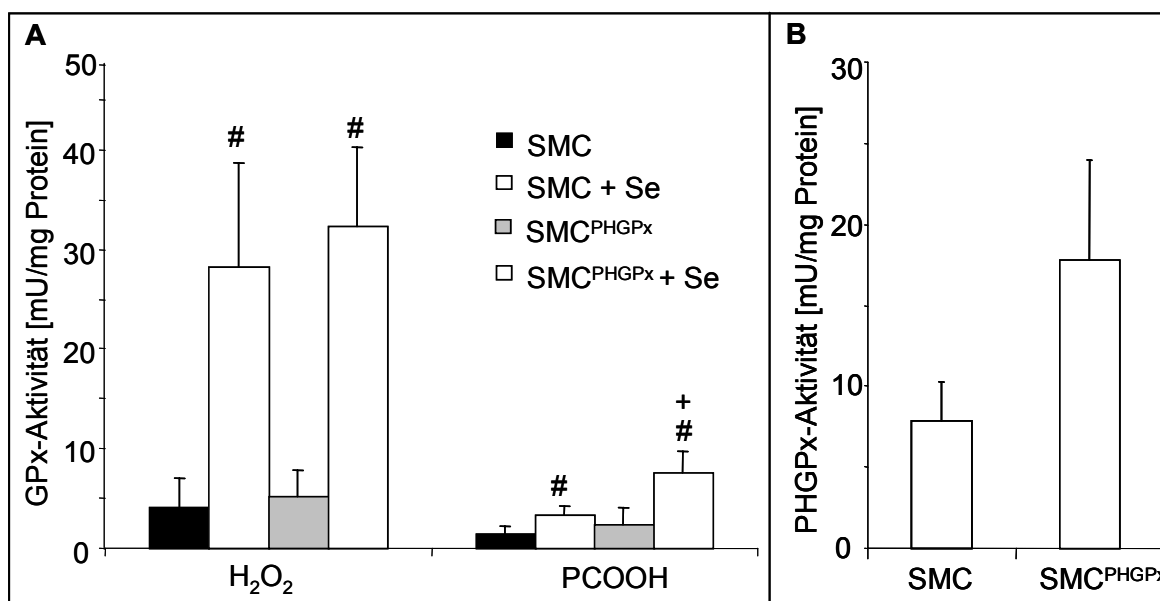 A
GPx-Aktivität [mU/mg Protein]
50
40
30
20
10
0
#
#
#
+
#
SMC
SMC + Se
SMCPHGPx
SMCPHGPx + Se
H2O2
PCOOH
B
PHGPx-Aktivität [mU/mg Protein]
30
20
10
0
SMC
SMCPHGPx